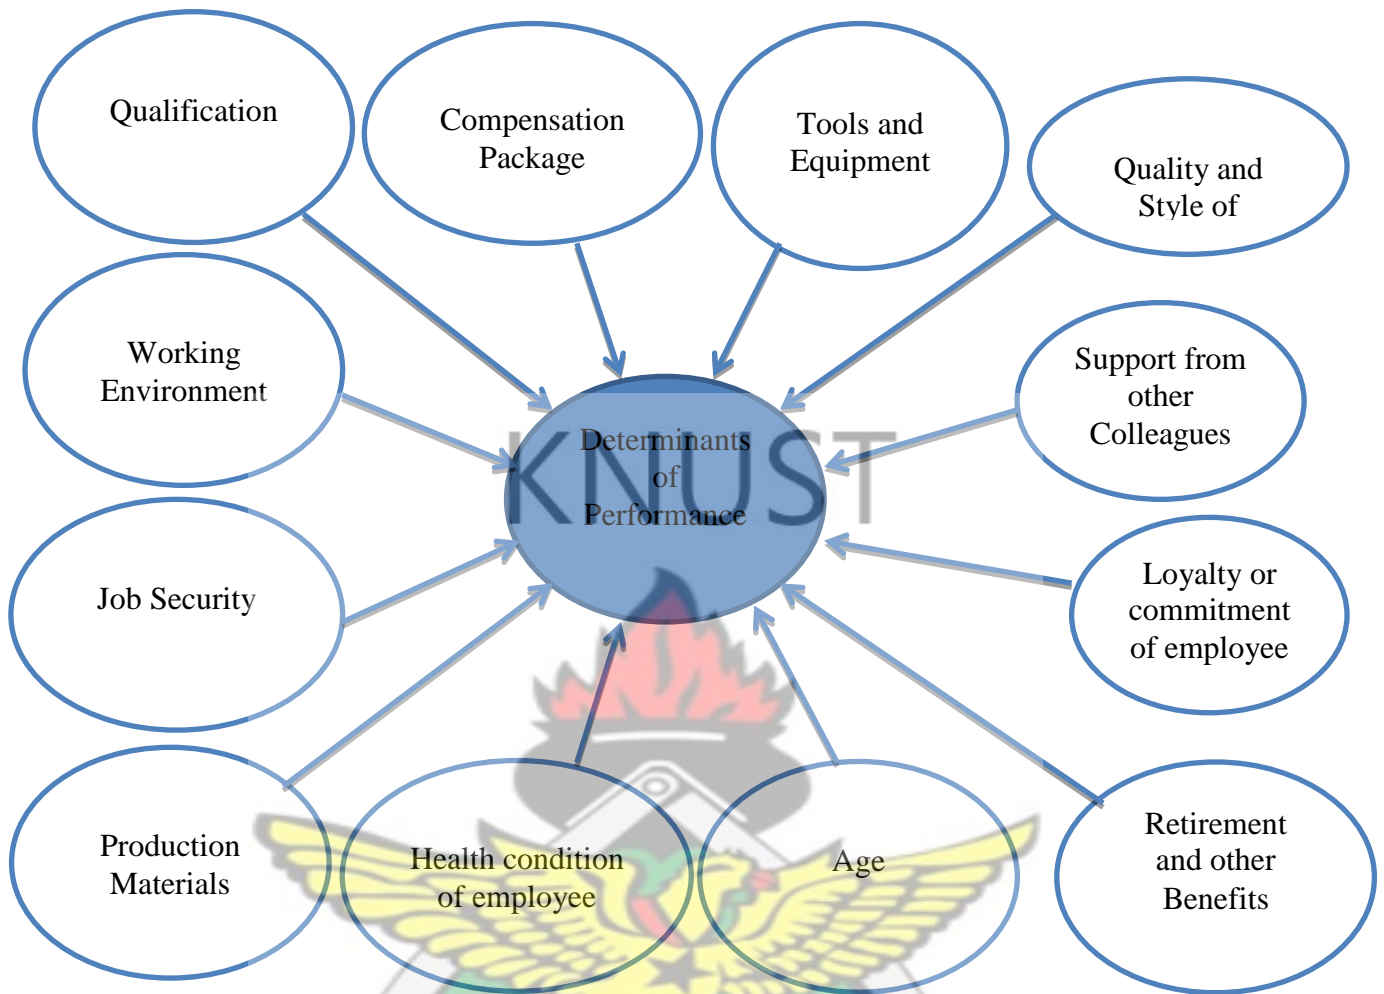 Qualification
Compensation
Package
Tools and
Equipment
Quality and
Style of
Working
Environment
Support from
other
Colleagues
Determinants
of
Performance
KNUST
Job Security
Loyalty or
commitment
of employee
Production
Materials
Health condition
of employee
Age
Retirement
and other
Benefits